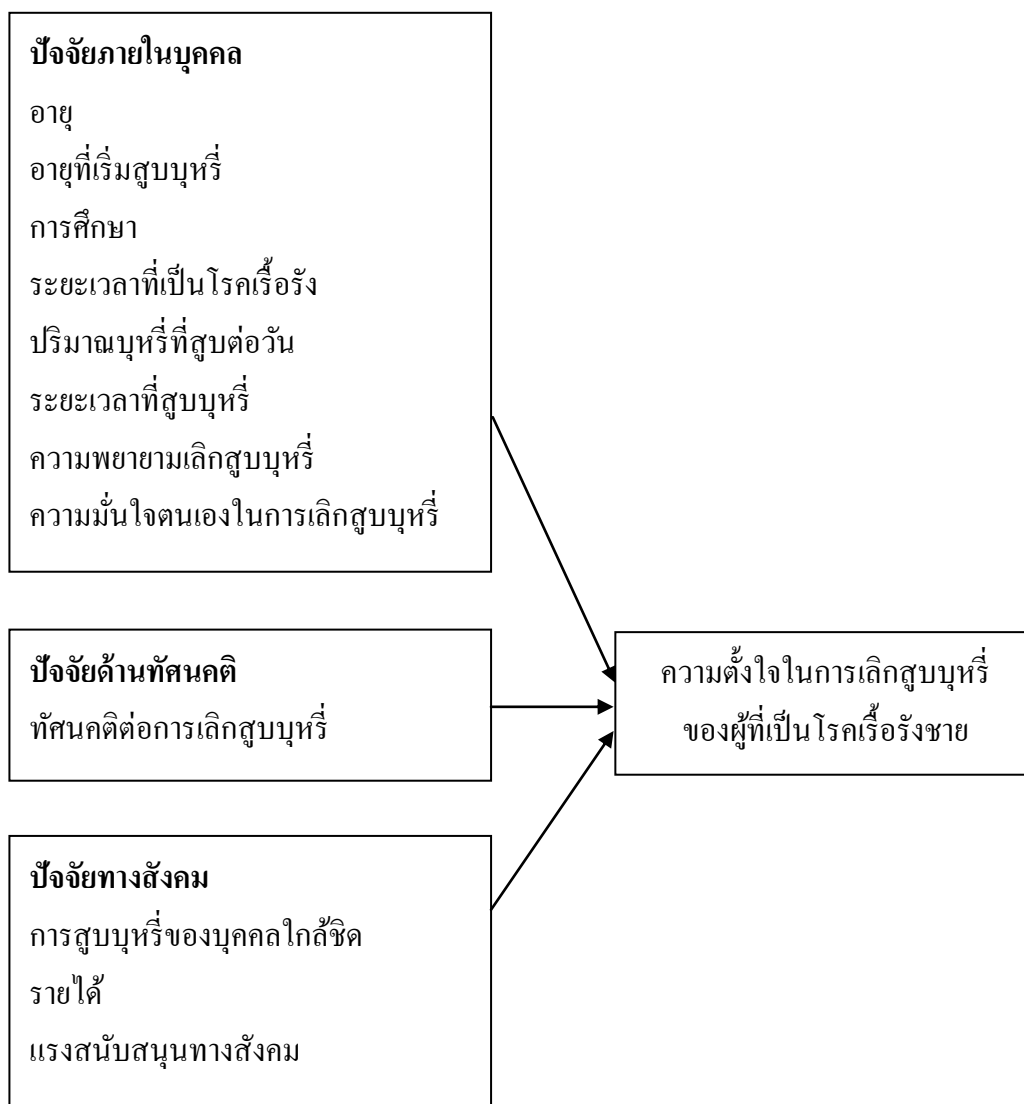 ปัจจัยภายในบุคคล
อายุ
อายุที่เริ่มสูบบุหรี่
การศึกษา
ระยะเวลาที่เป็นโรคเรื้อรัง
ปริมาณบุหรี่ที่สูบต่อวัน
ระยะเวลาที่สูบบุหรี่
ความพยายามเลิกสูบบุหรี่
ความมั่นใจตนเองในการเลิกสูบบุหรี่
ปัจจัยด้านทัศนคติ
ทัศนคติต่อการเลิกสูบบุหรี่
ปัจจัยทางสังคม
การสูบบุหรี่ของบุคคลใกล้ชิด
รายได้
แรงสนับสนุนทางสังคม
ความตั้งใจในการเลิกสูบบุหรี่
ของผู้ที่เป็นโรคเรื้อรังชาย